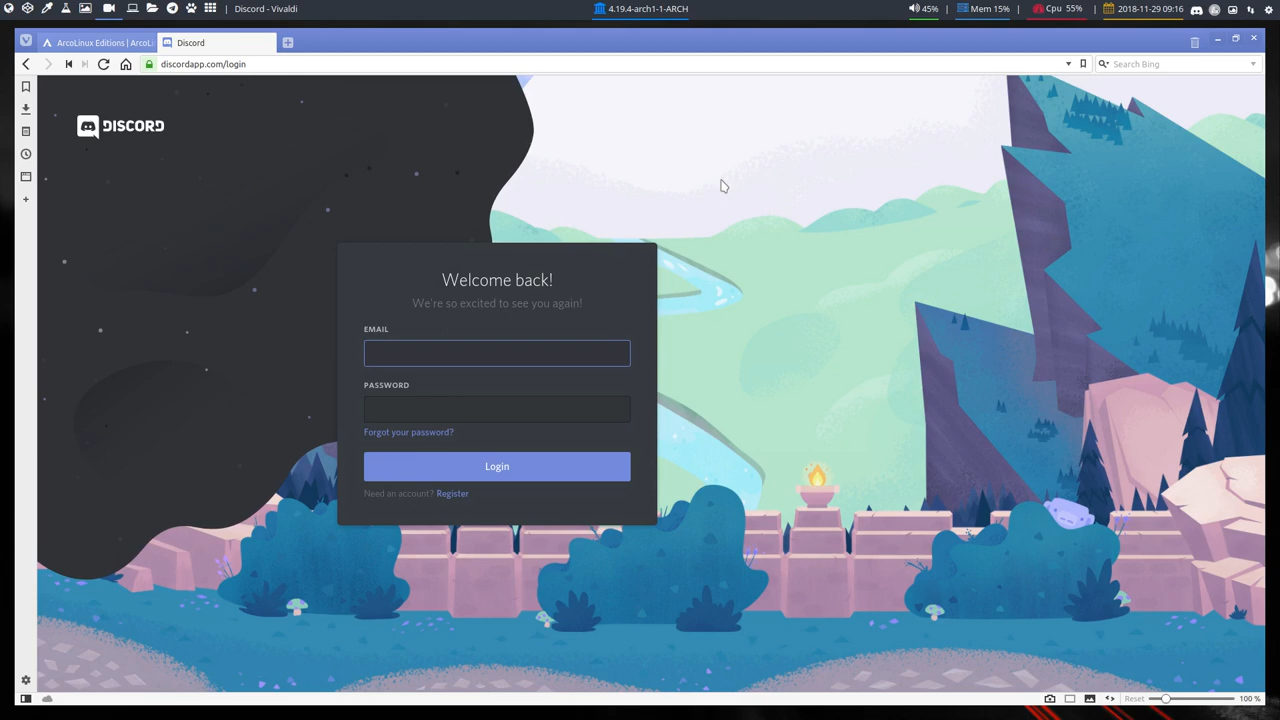 Discord - Vivaldi
4.19.4-arch1-1-ARCH
45% | Mem 15% | Cpu 55% | 2018-11-29 09:16
ArcoLinux Editions | ArcoLi
Discord
discordapp.com/login
Search Bing
DISCORD
Welcome back!
We're so excited to see you again!
EMAIL
PASSWORD
Forgot your password?
Login
Need an account? Register
Reset
100 %